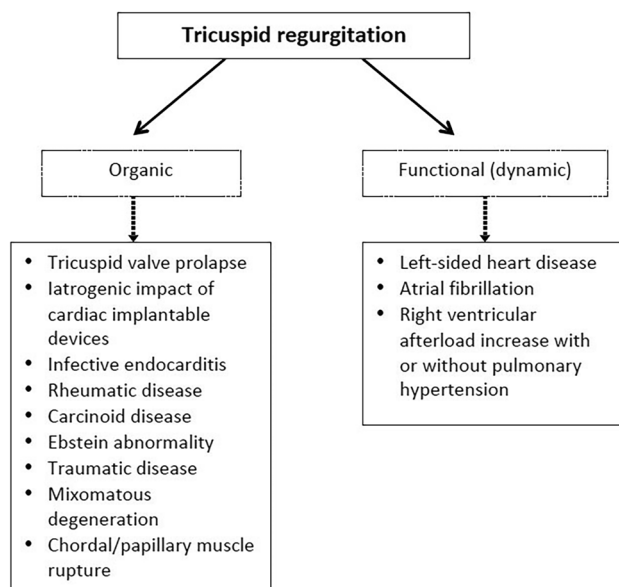 Tricuspid regurgitation
Organic
Functional (dynamic)
• Tricuspid valve prolapse
• Iatrogenic impact of
cardiac implantable
devices
• Infective endocarditis
• Rheumatic disease
• Carcinoid disease
• Ebstein abnormality
• Traumatic disease
• Mixomatous
degeneration
• Chordal/papillary muscle
rupture
• Left-sided heart disease
• Atrial fibrillation
• Right ventricular
afterload increase with
or without pulmonary
hypertension